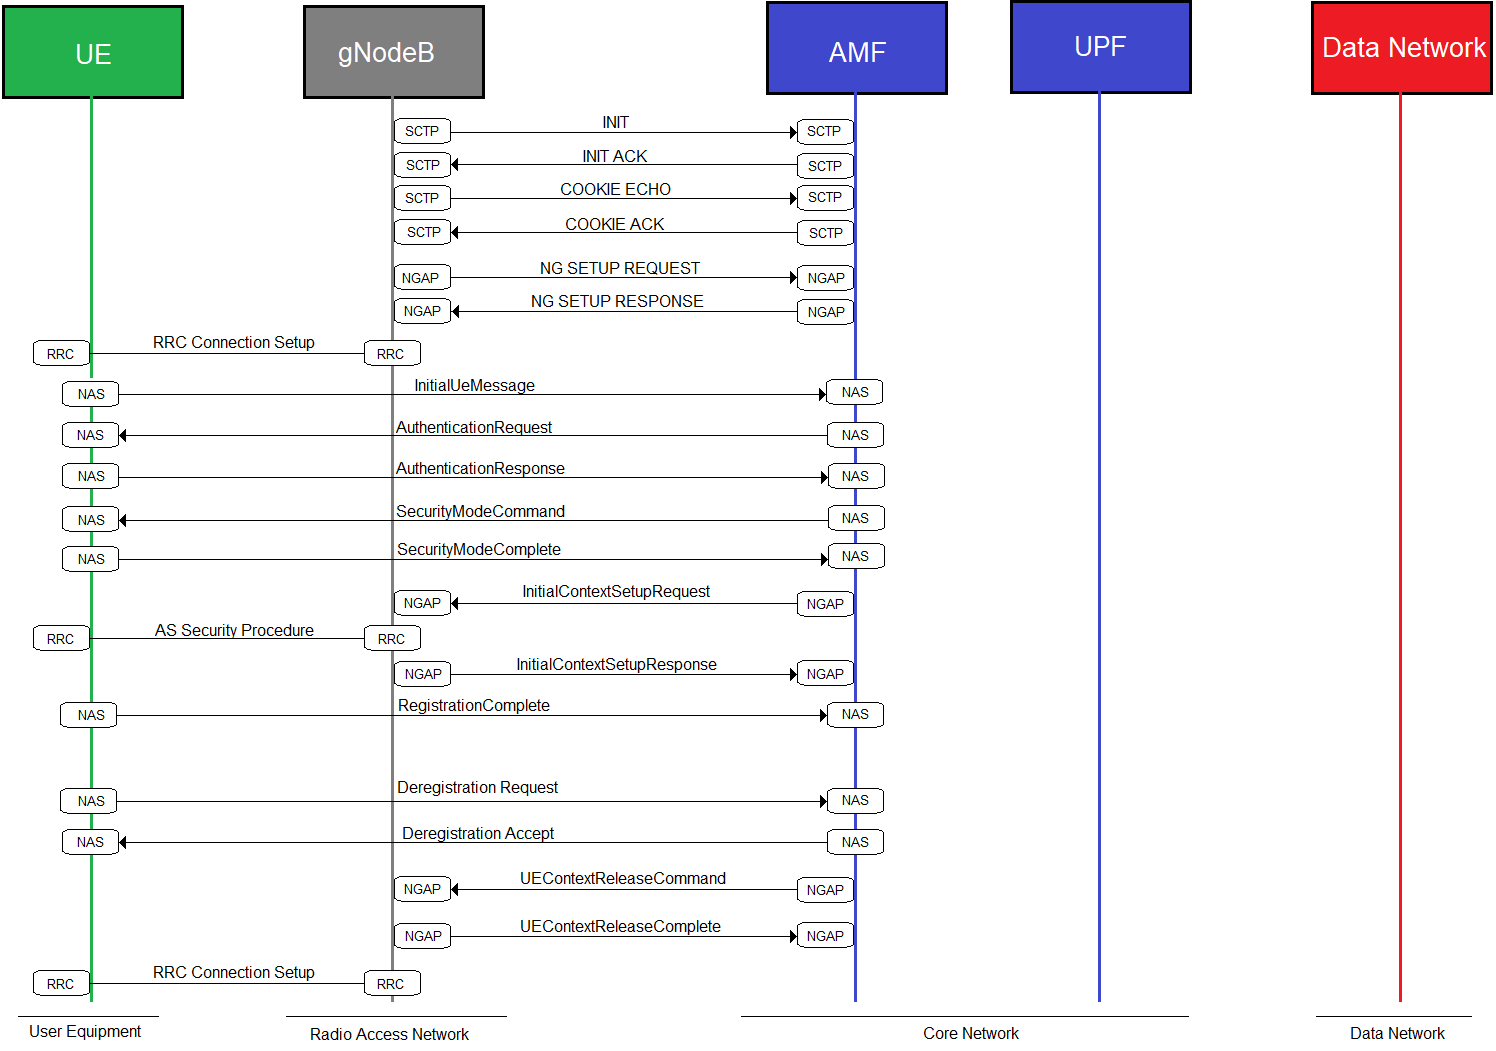 UE
gNodeB
AMF
UPF
Data Network
SCTP INIT SCTP
SCTP INIT ACK SCTP
SCTP COOKIE ECHO SCTP
SCTP COOKIE ACK SCTP
NGAP NG SETUP REQUEST NGAP
NGAP NG SETUP RESPONSE NGAP
RRC RRC Connection Setup RRC
NAS InitialUeMessage NAS
NAS AuthenticationRequest NAS
NAS AuthenticationResponse NAS
NAS SecurityModeCommand NAS
NAS SecurityModeComplete NAS
NGAP InitialContextSetupRequest NGAP
RRC AS Security Procedure RRC
NGAP InitialContextSetupResponse NGAP
NAS RegistrationComplete NAS
NAS Deregistration Request NAS
NAS Deregistration Accept NAS
NGAP UEContextReleaseCommand NGAP
NGAP UEContextReleaseComplete NGAP
RRC RRC Connection Setup RRC
User Equipment
Radio Access Network
Core Network
Data Network